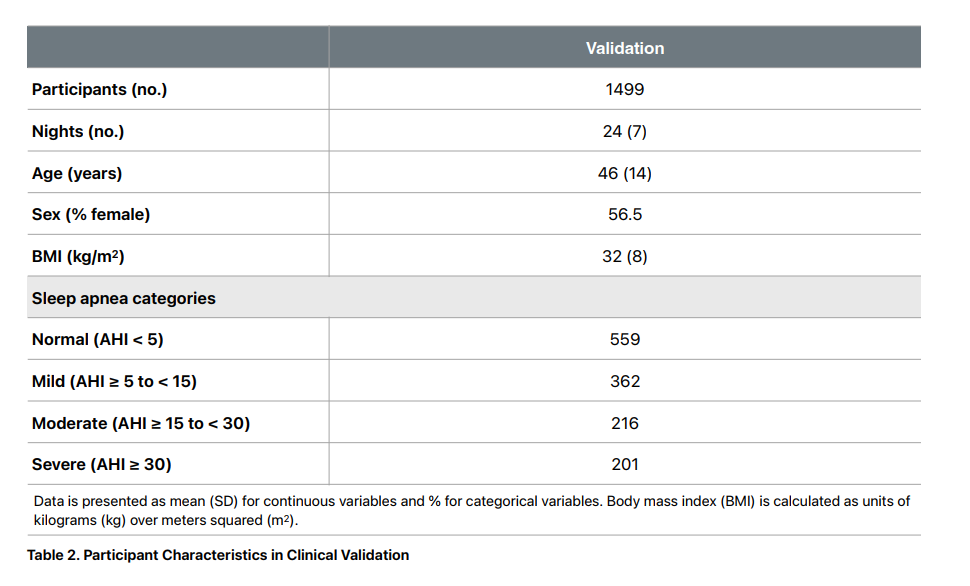 Validation
Participants (no.) 1499
Nights (no.) 24 (7)
Age (years) 46 (14)
Sex (% female) 56.5
BMI (kg/m²) 32 (8)
Sleep apnea categories
Normal (AHI < 5) 559
Mild (AHI ≥ 5 to < 15) 362
Moderate (AHI ≥ 15 to < 30) 216
Severe (AHI ≥ 30) 201
Data is presented as mean (SD) for continuous variables and % for categorical variables. Body mass index (BMI) is calculated as units of
kilograms (kg) over meters squared (m²).
Table 2. Participant Characteristics in Clinical Validation